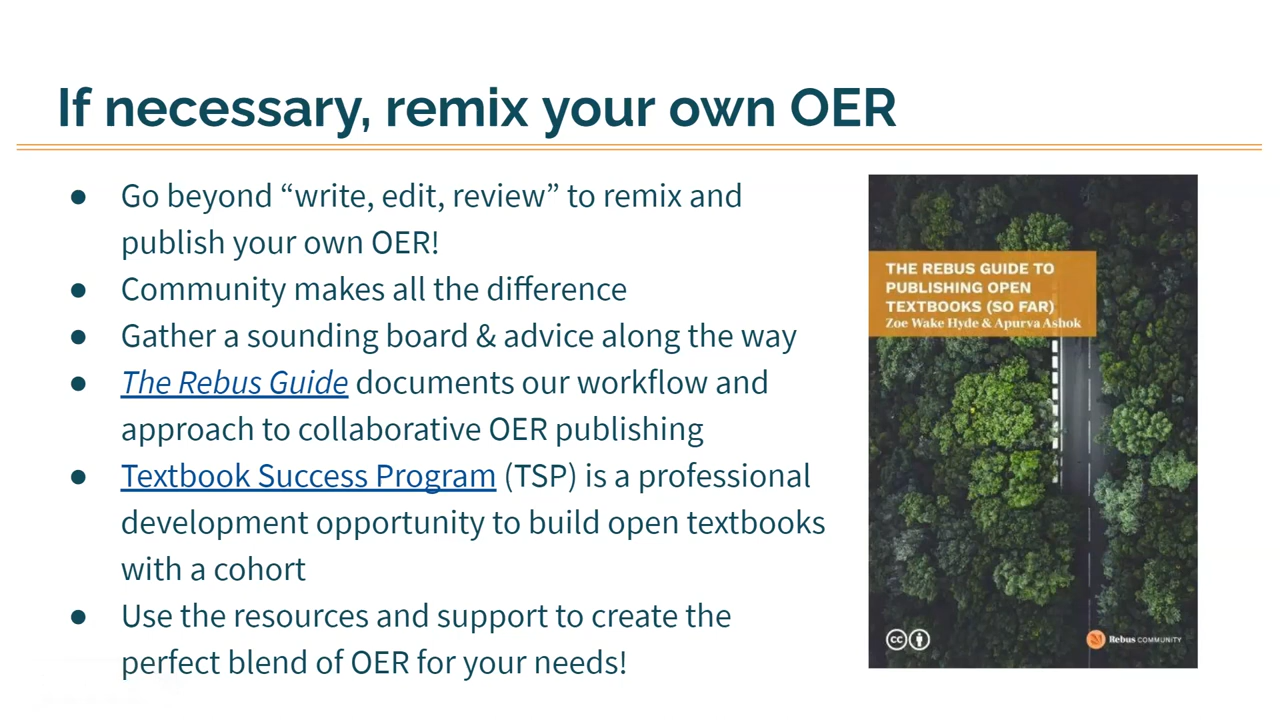 If necessary, remix your own OER
● Go beyond “write, edit, review” to remix and
publish your own OER!
● Community makes all the difference
● Gather a sounding board & advice along the way
● The Rebus Guide documents our workflow and
approach to collaborative OER publishing
● Textbook Success Program (TSP) is a professional
development opportunity to build open textbooks
with a cohort
● Use the resources and support to create the
perfect blend of OER for your needs!
THE REBUS GUIDE TO
PUBLISHING OPEN
TEXTBOOKS (SO FAR)
Zoe Wake Hyde & Apurva Ashok
cc
Rebus COMMUNITY